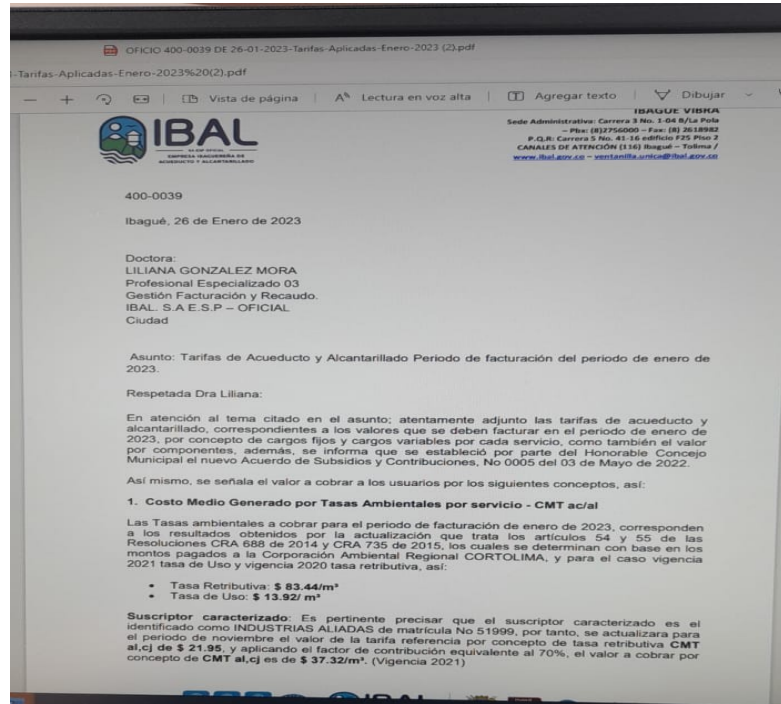 OFICIO 400-0039 DE 26-01-2023-Tarifas-Aplicadas-Enero-2023 (2).pdf
-Tarifas-Aplicadas-Enero-2023%20(2).pdf
Vista de página | A Lectura en voz alta | Agregar texto | Dibujar
IBAGUÉ VIBRA
Sede Administrativa: Carrera 3 No. 1-04 B/La Pola
– Pbx: (8)2756000 – Fax: (8) 2618982
P.Q.R: Carrera 5 No. 41-16 edificio F25 Piso 2
CANALES DE ATENCIÓN (116) Ibagué – Tolima /
www.ibal.gov.co – ventanilla.unica@ibal.gov.co
IBAL
SA ESP OFICIAL
EMPRESA IBAGUEREÑA DE
ACUEDUCTO Y ALCANTARILLADO
400-0039
Ibagué, 26 de Enero de 2023
Doctora:
LILIANA GONZALEZ MORA
Profesional Especializado 03
Gestión Facturación y Recaudo.
IBAL. S.A E.S.P – OFICIAL
Ciudad
Asunto: Tarifas de Acueducto y Alcantarillado Periodo de facturación del periodo de enero de
2023.
Respetada Dra Liliana:
En atención al tema citado en el asunto; atentamente adjunto las tarifas de acueducto y
alcantarillado, correspondientes a los valores que se deben facturar en el periodo de enero de
2023, por concepto de cargos fijos y cargos variables por cada servicio, como también el valor
por componentes, además, se informa que se estableció por parte del Honorable Concejo
Municipal el nuevo Acuerdo de Subsidios y Contribuciones, No 0005 del 03 de Mayo de 2022.
Así mismo, se señala el valor a cobrar a los usuarios por los siguientes conceptos, así:
1. Costo Medio Generado por Tasas Ambientales por servicio - CMT ac/al
Las Tasas ambientales a cobrar para el periodo de facturación de enero de 2023, corresponden
a los resultados obtenidos por la actualización que trata los artículos 54 y 55 de las
Resoluciones CRA 688 de 2014 y CRA 735 de 2015, los cuales se determinan con base en los
montos pagados a la Corporación Ambiental Regional CORTOLIMA, y para el caso vigencia
2021 tasa de Uso y vigencia 2020 tasa retributiva, así:
• Tasa Retributiva: $ 83.44/m³
• Tasa de Uso: $ 13.92/ m³
Suscriptor caracterizado: Es pertinente precisar que el suscriptor caracterizado es el
identificado como INDUSTRIAS ALIADAS de matrícula No 51999, por tanto, se actualizara para
el periodo de noviembre el valor de la tarifa referencia por concepto de tasa retributiva CMT
al,cj de $ 21.95, y aplicando el factor de contribución equivalente al 70%, el valor a cobrar por
concepto de CMT al,cj es de $ 37.32/m³. (Vigencia 2021)